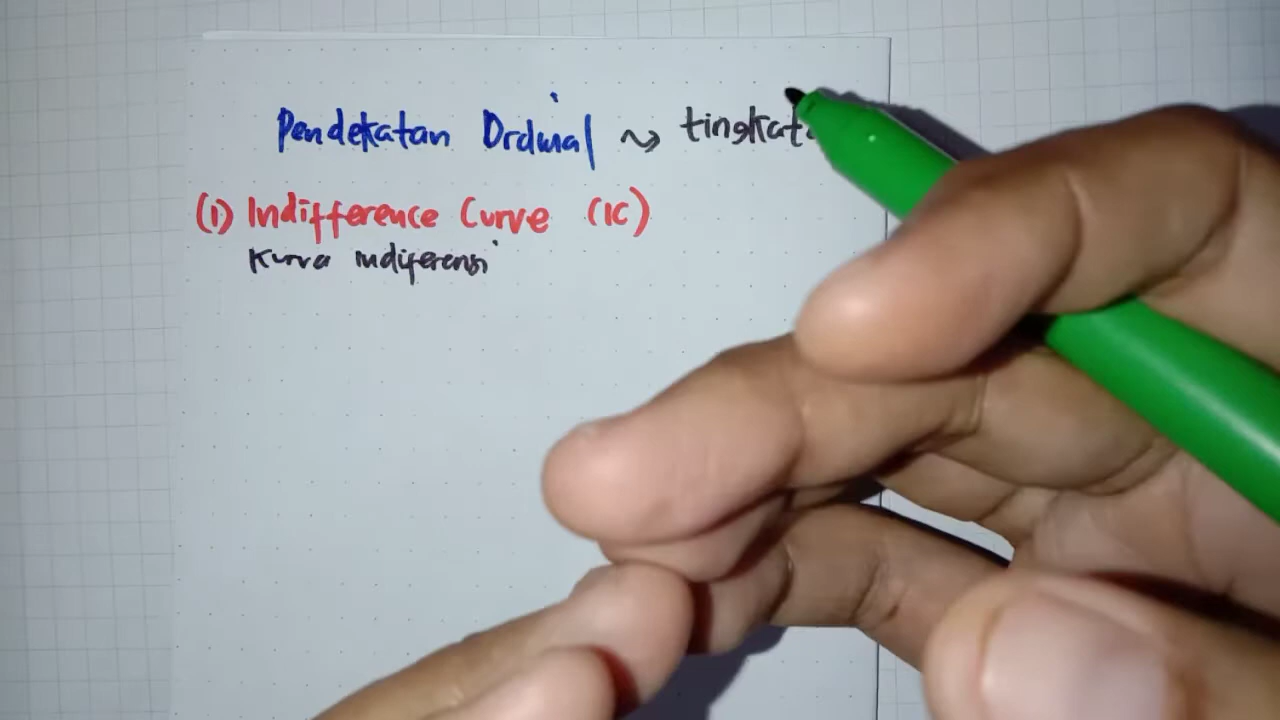 Pendekatan Ordinal ~> tingkat
(1) Indifference Curve (IC)
Kurva indiferensi